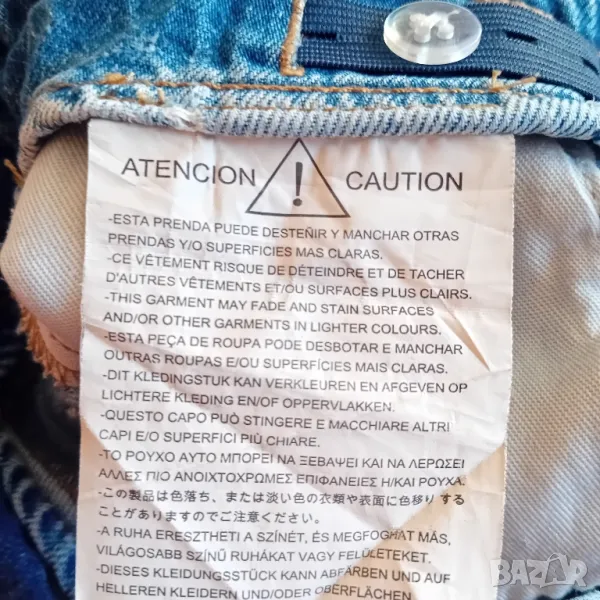 ATENCION ! CAUTION
-ESTA PRENDA PUEDE DESTEÑIR Y MANCHAR OTRAS
PRENDAS Y/O SUPERFICIES MAS CLARAS.
-CE VÊTEMENT RISQUE DE DÉTEINDRE ET DE TACHER
D'AUTRES VÊTEMENTS ET/OU SURFACES PLUS CLAIRS.
-THIS GARMENT MAY FADE AND STAIN SURFACES
AND/OR OTHER GARMENTS IN LIGHTER COLOURS.
-ESTA PEÇA DE ROUPA PODE DESBOTAR E MANCHAR
OUTRAS ROUPAS E/OU SUPERFÍCIES MAIS CLARAS.
-DIT KLEDINGSTUK KAN VERKLEUREN EN AFGEVEN OP
LICHTERE KLEDING EN/OF OPPERVLAKKEN.
-QUESTO CAPO PUÒ STINGERE E MACCHIARE ALTRI
CAPI E/O SUPERFICI PIÙ CHIARE.
-ΤΟ ΡΟΥΧΟ ΑΥΤΟ ΜΠΟΡΕΙ ΝΑ ΞΕΒΑΨΕΙ ΚΑΙ ΝΑ ΛΕΡΩΣΕΙ
ΑΛΛΕΣ ΠΙΟ ΑΝΟΙΧΤΟΧΡΩΜΕΣ ΕΠΙΦΑΝΕΙΕΣ Η/ΚΑΙ ΡΟΥΧΑ.
-この製品は色落ち、または淡い色の衣類や表面に色移りする
ことがありますのでご注意ください。
-A RUHA ERESZTHETI A SZÍNÉT, ÉS MEGFOGHAT MÁS,
VILÁGOSABB SZÍNŰ RUHÁKAT VAGY FELÜLETEKET.
-DIESES KLEIDUNGSSTÜCK KANN ABFÄRBEN UND AUF
HELLEREN KLEIDERN UND/ODER OBERFLÄCHEN
BAZAR